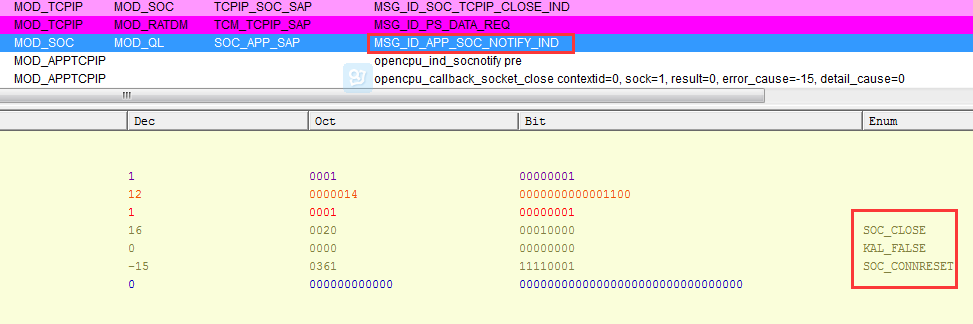 MOD_TCPIP MOD_SOC TCPIP_SOC_SAP MSG_ID_SOC_TCPIP_CLOSE_IND
MOD_TCPIP MOD_RATDM TCM_TCPIP_SAP MSG_ID_PS_DATA_REQ
MOD_SOC MOD_QL SOC_APP_SAP MSG_ID_APP_SOC_NOTIFY_IND
MOD_APPTCPIP opencpu_ind_socnotify pre
MOD_APPTCPIP opencpu_callback_socket_close contextid=0, sock=1, result=0, error_cause=-15, detail_cause=0
Dec Oct Bit Enum
1 0001 00000001
12 0000014 0000000000001100
1 0001 00000001
16 0020 00010000 SOC_CLOSE
0 0000 00000000 KAL_FALSE
-15 0361 11110001 SOC_CONNRESET
0 00000000000 00000000000000000000000000000000